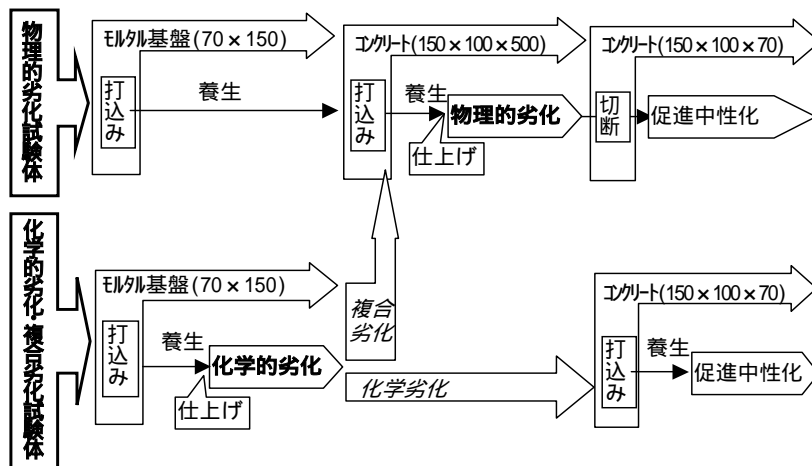 物理的劣化試験体
モルタル基盤(70×150)
打込み
養生
コンクリート(150×100×500)
打込み
養生
仕上げ
物理的劣化
コンクリート(150×100×70)
切断
促進中性化
化学的劣化・複合劣化試験体
モルタル基盤(70×150)
打込み
養生
仕上げ
化学的劣化
複合
劣化
化学劣化
コンクリート(150×100×70)
打込み
養生
促進中性化